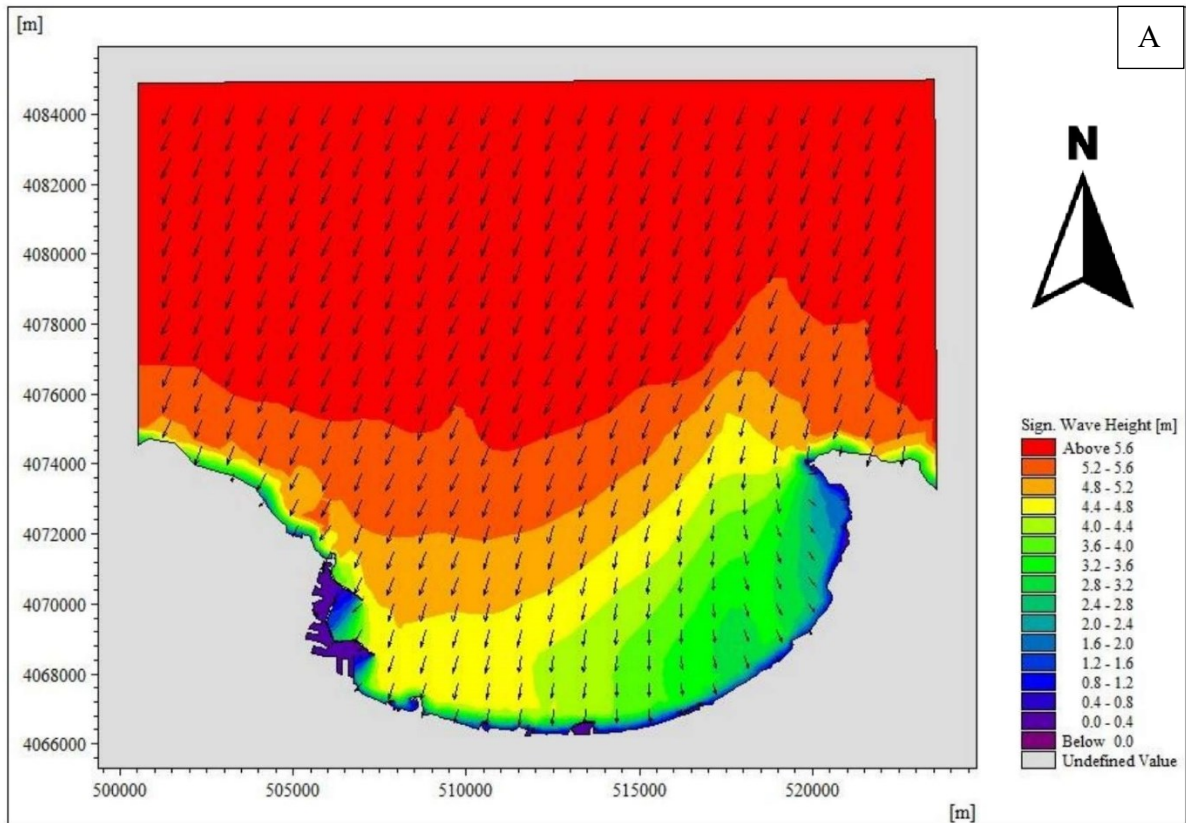 [m]
A
4084000
4082000
4080000
4078000
4076000
4074000
4072000
4070000
4068000
4066000
500000 505000 510000 515000 520000
[m]
N
Sign. Wave Height [m]
Above 5.6
5.2 - 5.6
4.8 - 5.2
4.4 - 4.8
4.0 - 4.4
3.6 - 4.0
3.2 - 3.6
2.8 - 3.2
2.4 - 2.8
2.0 - 2.4
1.6 - 2.0
1.2 - 1.6
0.8 - 1.2
0.4 - 0.8
0.0 - 0.4
Below 0.0
Undefined Value